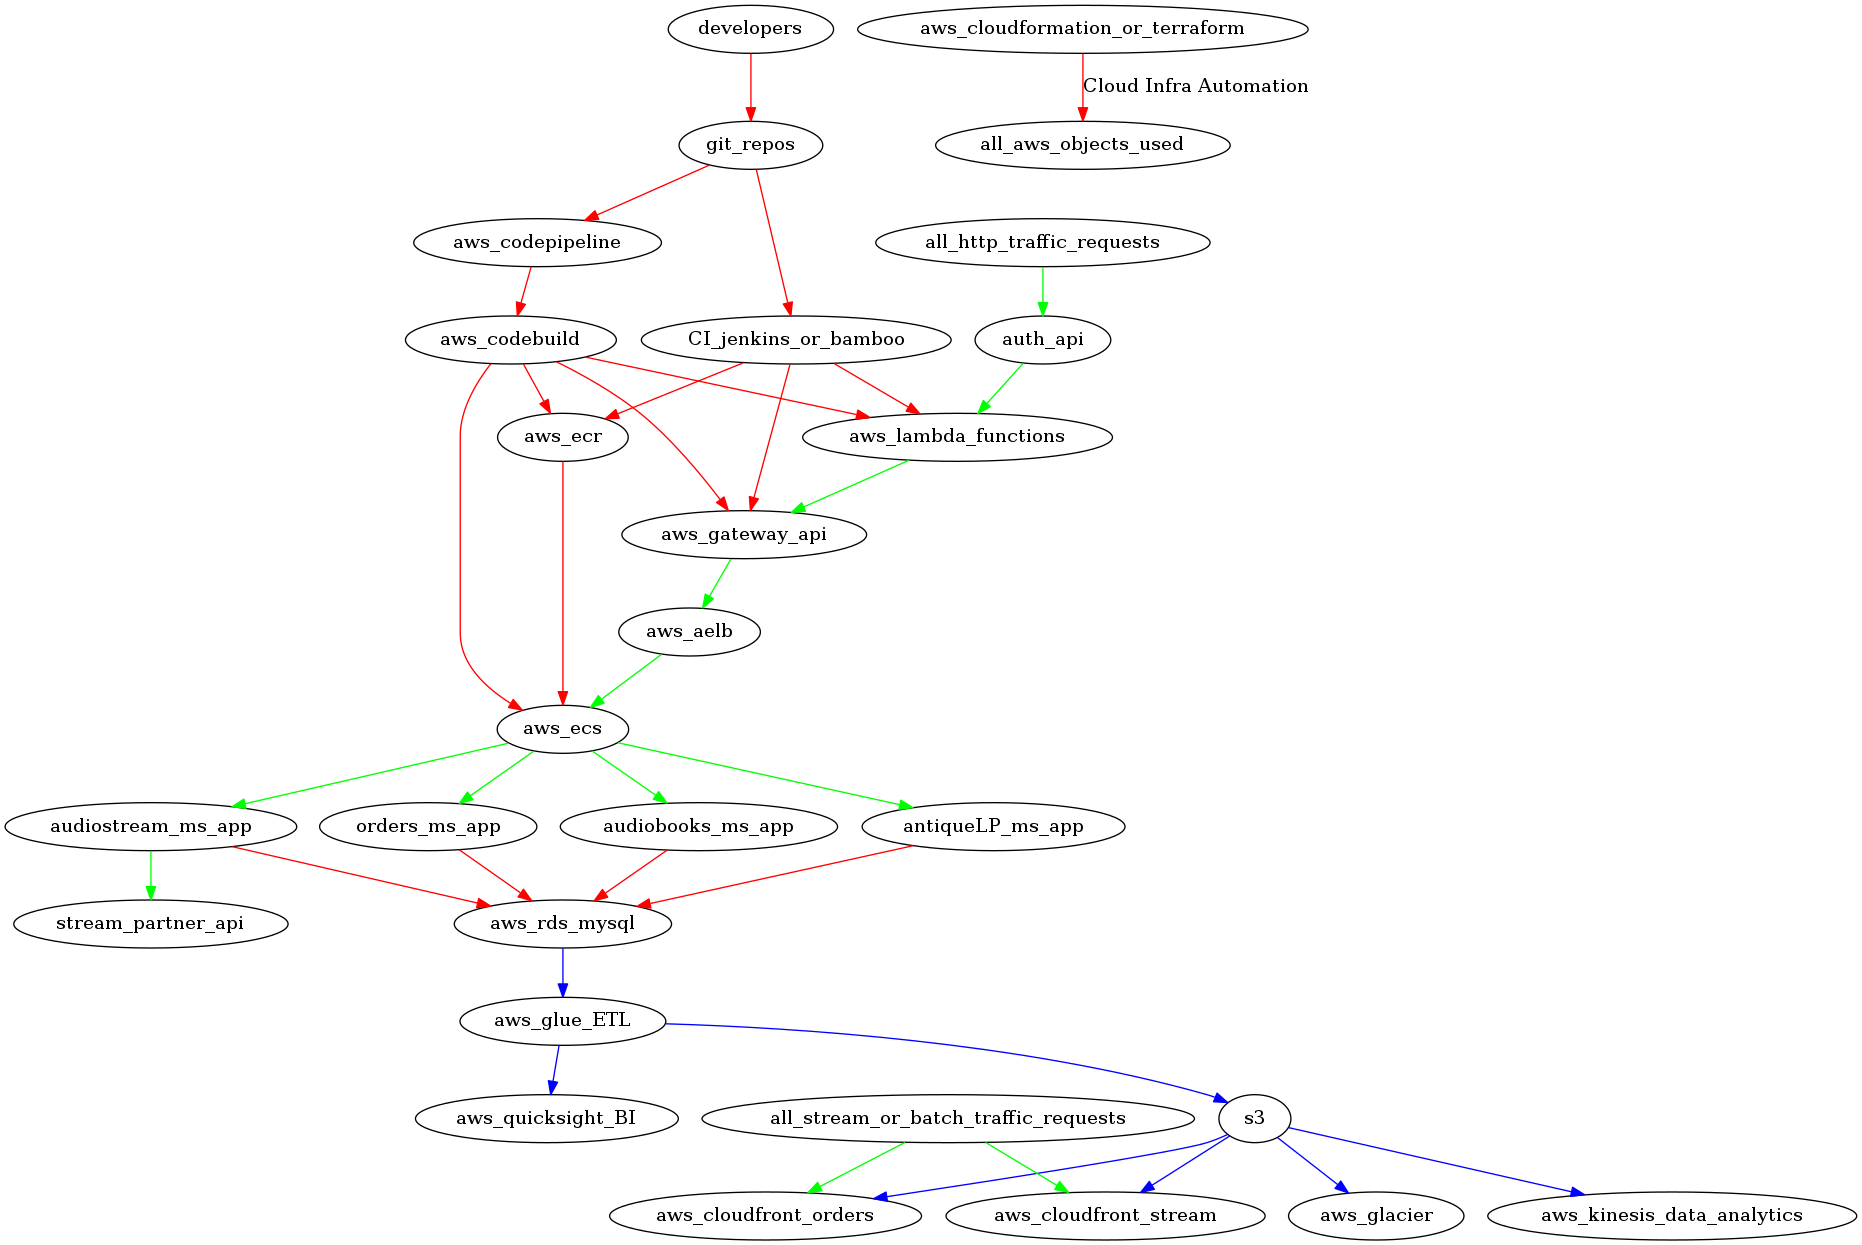 developers
aws_cloudformation_or_terraform
Cloud Infra Automation
git_repos
all_aws_objects_used
aws_codepipeline
all_http_traffic_requests
aws_codebuild
CI_jenkins_or_bamboo
auth_api
aws_ecr
aws_lambda_functions
aws_gateway_api
aws_aelb
aws_ecs
audiostream_ms_app
orders_ms_app
audiobooks_ms_app
antiqueLP_ms_app
stream_partner_api
aws_rds_mysql
aws_glue_ETL
aws_quicksight_BI
all_stream_or_batch_traffic_requests
s3
aws_cloudfront_orders
aws_cloudfront_stream
aws_glacier
aws_kinesis_data_analytics